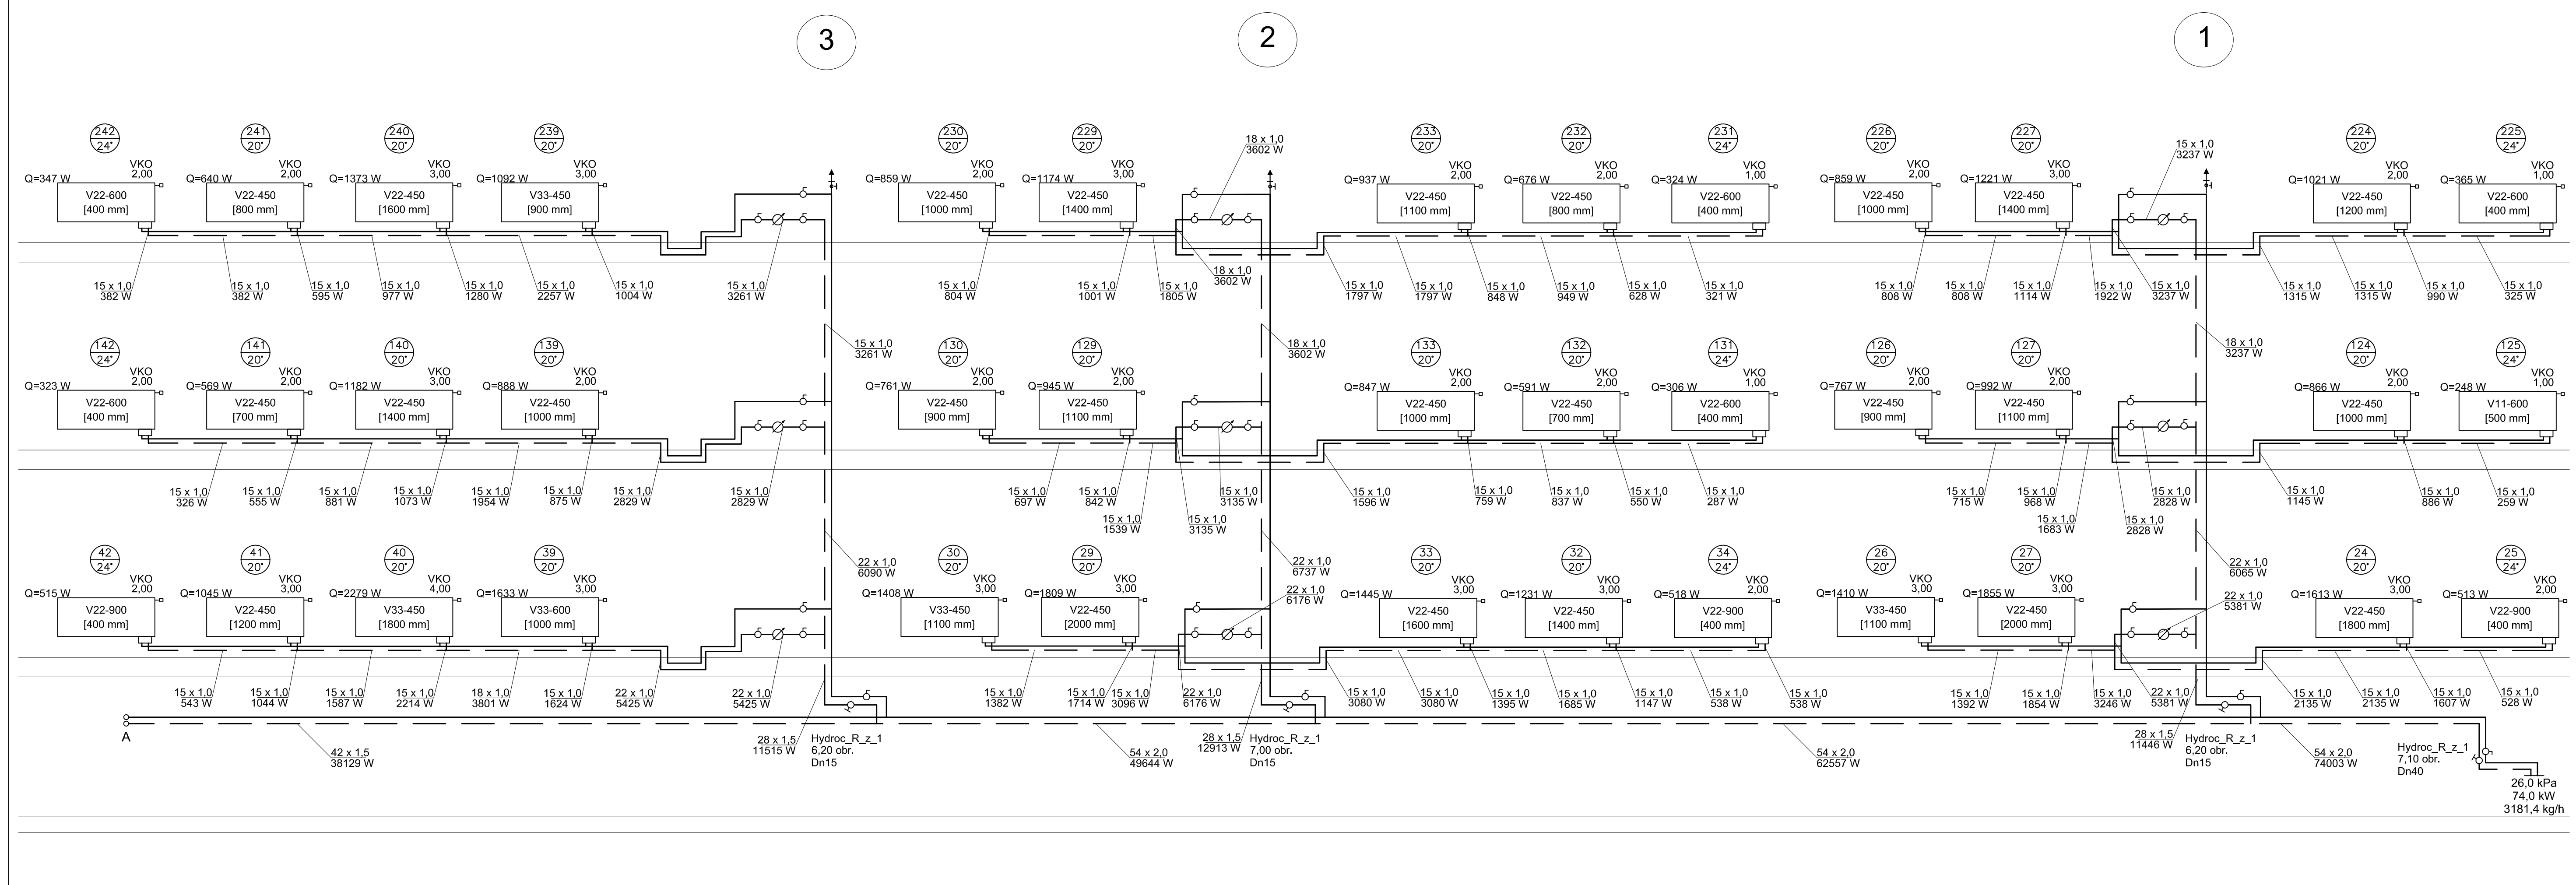 3
2
1
242
24°
241
20°
240
20°
239
20°
230
20°
229
20°
18 x 1,0
3602 W
233
20°
232
20°
231
24°
226
20°
227
20°
15 x 1,0
3237 W
224
20°
225
24°
Q=347 W
VKO
2,00
V22-600
[400 mm]
Q=640 W
VKO
2,00
V22-450
[800 mm]
Q=1373 W
VKO
3,00
V22-450
[1600 mm]
Q=1092 W
VKO
3,00
V33-450
[900 mm]
Q=859 W
VKO
2,00
V22-450
[1000 mm]
Q=1174 W
VKO
3,00
V22-450
[1400 mm]
Q=937 W
VKO
2,00
V22-450
[1100 mm]
Q=676 W
VKO
2,00
V22-450
[800 mm]
Q=324 W
VKO
1,00
V22-600
[400 mm]
Q=859 W
VKO
2,00
V22-450
[1000 mm]
Q=1221 W
VKO
3,00
V22-450
[1400 mm]
Q=1021 W
VKO
2,00
V22-450
[1200 mm]
Q=365 W
VKO
1,00
V22-600
[400 mm]
15 x 1,0
382 W
15 x 1,0
382 W
15 x 1,0
595 W
15 x 1,0
977 W
15 x 1,0
1280 W
15 x 1,0
2257 W
15 x 1,0
1004 W
15 x 1,0
3261 W
15 x 1,0
804 W
15 x 1,0
1001 W
15 x 1,0
1805 W
18 x 1,0
3602 W
15 x 1,0
1797 W
15 x 1,0
1797 W
15 x 1,0
848 W
15 x 1,0
949 W
15 x 1,0
628 W
15 x 1,0
321 W
15 x 1,0
808 W
15 x 1,0
808 W
15 x 1,0
1114 W
15 x 1,0
1922 W
15 x 1,0
3237 W
15 x 1,0
1315 W
15 x 1,0
1315 W
15 x 1,0
990 W
15 x 1,0
325 W
15 x 1,0
3261 W
18 x 1,0
3602 W
18 x 1,0
3237 W
142
24°
141
20°
140
20°
139
20°
130
20°
129
20°
133
20°
132
20°
131
24°
126
20°
127
20°
124
20°
125
24°
Q=323 W
VKO
2,00
V22-600
[400 mm]
Q=569 W
VKO
2,00
V22-450
[700 mm]
Q=1182 W
VKO
3,00
V22-450
[1400 mm]
Q=888 W
VKO
2,00
V22-450
[1000 mm]
Q=761 W
VKO
2,00
V22-450
[900 mm]
Q=945 W
VKO
2,00
V22-450
[1100 mm]
Q=847 W
VKO
2,00
V22-450
[1000 mm]
Q=591 W
VKO
2,00
V22-450
[700 mm]
Q=306 W
VKO
1,00
V22-600
[400 mm]
Q=767 W
VKO
2,00
V22-450
[900 mm]
Q=992 W
VKO
2,00
V22-450
[1100 mm]
Q=866 W
VKO
2,00
V22-450
[1000 mm]
Q=248 W
VKO
1,00
V11-600
[500 mm]
15 x 1,0
326 W
15 x 1,0
555 W
15 x 1,0
881 W
15 x 1,0
1073 W
15 x 1,0
1954 W
15 x 1,0
875 W
15 x 1,0
2829 W
15 x 1,0
2829 W
15 x 1,0
697 W
15 x 1,0
842 W
15 x 1,0
1539 W
15 x 1,0
3135 W
15 x 1,0
3135 W
15 x 1,0
1596 W
15 x 1,0
759 W
15 x 1,0
837 W
15 x 1,0
550 W
15 x 1,0
287 W
15 x 1,0
715 W
15 x 1,0
968 W
15 x 1,0
1683 W
15 x 1,0
2828 W
15 x 1,0
2828 W
15 x 1,0
1145 W
15 x 1,0
886 W
15 x 1,0
259 W
22 x 1,0
6090 W
22 x 1,0
6737 W
22 x 1,0
6065 W
42
24°
41
20°
40
20°
39
20°
30
20°
29
20°
22 x 1,0
6176 W
33
20°
32
20°
34
24°
26
20°
27
20°
22 x 1,0
5381 W
24
20°
25
24°
Q=515 W
VKO
2,00
V22-900
[400 mm]
Q=1045 W
VKO
3,00
V22-450
[1200 mm]
Q=2279 W
VKO
4,00
V33-450
[1800 mm]
Q=1633 W
VKO
3,00
V33-600
[1000 mm]
Q=1408 W
VKO
3,00
V33-450
[1100 mm]
Q=1809 W
VKO
3,00
V22-450
[2000 mm]
Q=1445 W
VKO
3,00
V22-450
[1600 mm]
Q=1231 W
VKO
3,00
V22-450
[1400 mm]
Q=518 W
VKO
2,00
V22-900
[400 mm]
Q=1410 W
VKO
3,00
V33-450
[1100 mm]
Q=1855 W
VKO
3,00
V22-450
[2000 mm]
Q=1613 W
VKO
3,00
V22-450
[1800 mm]
Q=513 W
VKO
2,00
V22-900
[400 mm]
15 x 1,0
543 W
15 x 1,0
1044 W
15 x 1,0
1587 W
15 x 1,0
2214 W
18 x 1,0
3801 W
15 x 1,0
1624 W
22 x 1,0
5425 W
22 x 1,0
5425 W
15 x 1,0
1382 W
15 x 1,0
1714 W
15 x 1,0
3096 W
22 x 1,0
6176 W
15 x 1,0
3080 W
15 x 1,0
3080 W
15 x 1,0
1395 W
15 x 1,0
1685 W
15 x 1,0
1147 W
15 x 1,0
538 W
15 x 1,0
538 W
15 x 1,0
1392 W
15 x 1,0
1854 W
15 x 1,0
3246 W
22 x 1,0
5381 W
15 x 1,0
2135 W
15 x 1,0
2135 W
15 x 1,0
1607 W
15 x 1,0
528 W
A
42 x 1,5
38129 W
28 x 1,5
11515 W
Hydroc_R_z_1
6,20 obr.
Dn15
54 x 2,0
49644 W
28 x 1,5
12913 W
Hydroc_R_z_1
7,00 obr.
Dn15
54 x 2,0
62557 W
28 x 1,5
11446 W
Hydroc_R_z_1
6,20 obr.
Dn15
54 x 2,0
74003 W
Hydroc_R_z_1
7,10 obr.
Dn40
26,0 kPa
74,0 kW
3181,4 kg/h